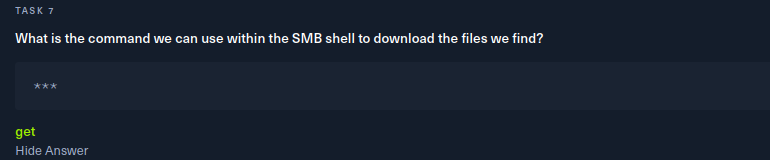 TASK 7
What is the command we can use within the SMB shell to download the files we find?
***
get
Hide Answer